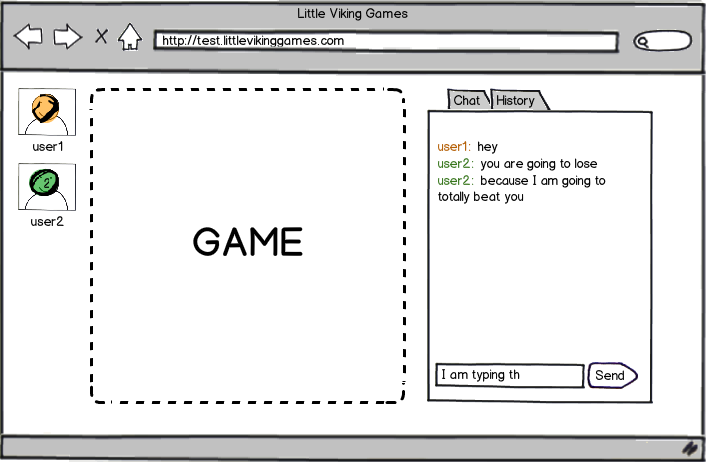 Little Viking Games
http://test.littlevikinggames.com
user1
2
user2
GAME
Chat
History
user1: hey
user2: you are going to lose
user2: because I am going to
totally beat you
I am typing th
Send